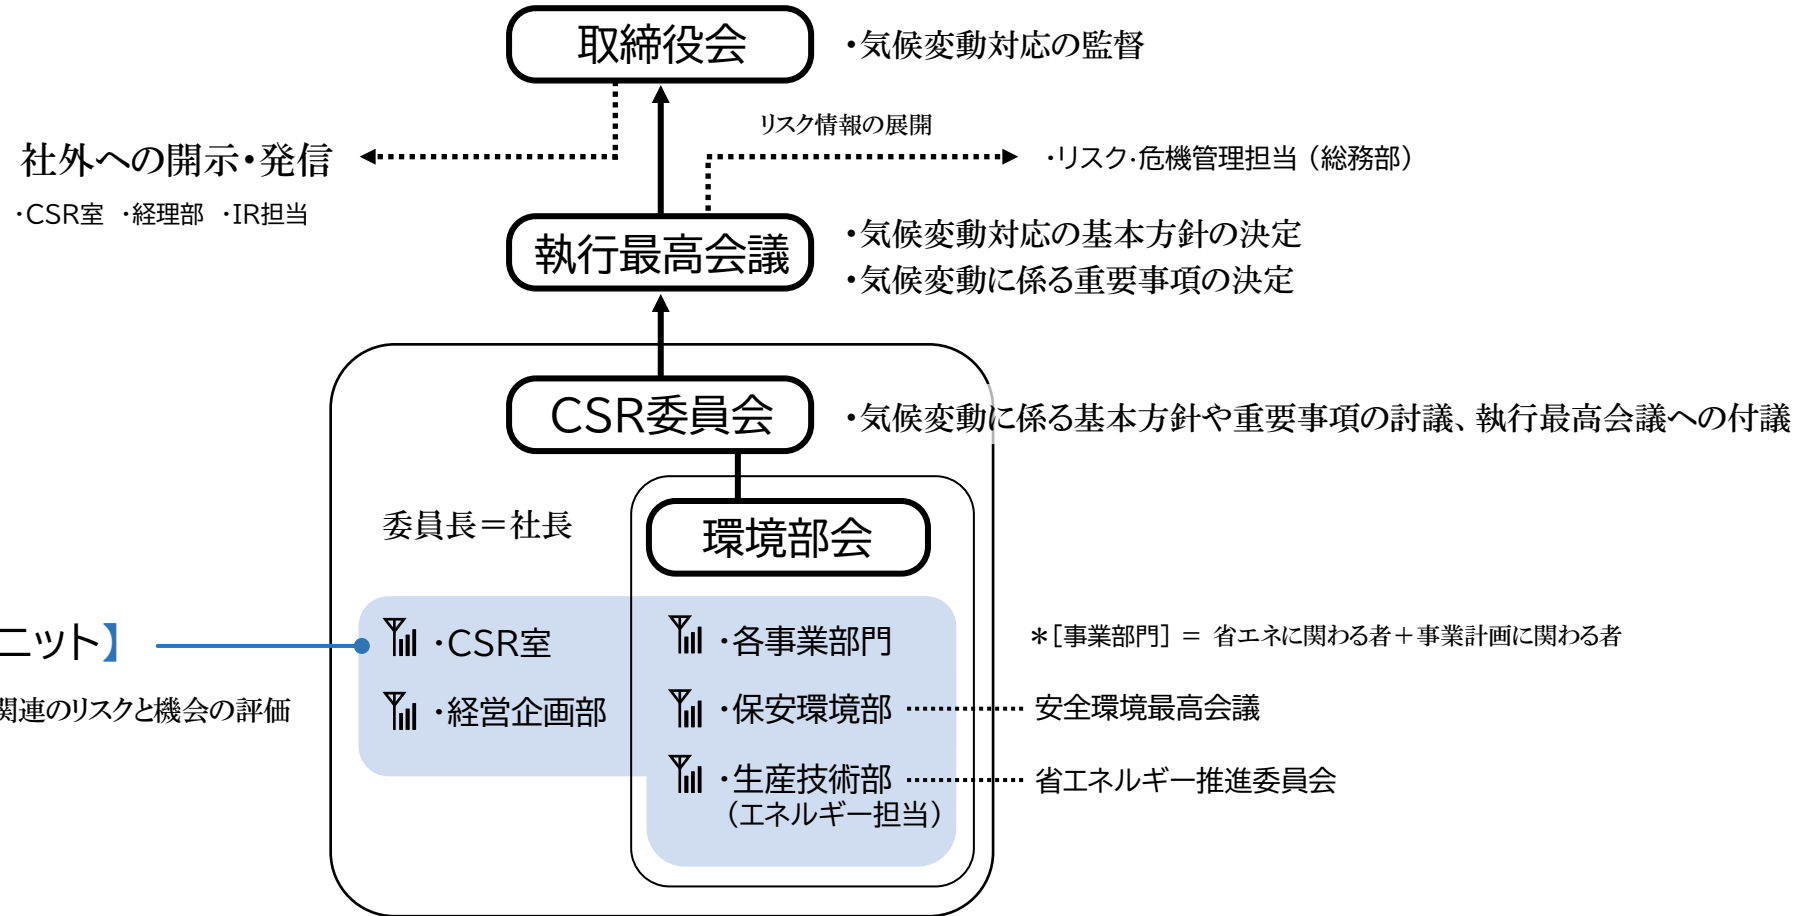 取締役会
・気候変動対応の監督
リスク情報の展開
社外への開示・発信
・リスク・危機管理担当（総務部）
・CSR室 ・経理部 ・IR担当
執行最高会議
・気候変動対応の基本方針の決定
・気候変動に係る重要事項の決定
CSR委員会
・気候変動に係る基本方針や重要事項の討議、執行最高会議への付議
委員長＝社長
環境部会
ニット】
・CSR室
・各事業部門
＊[事業部門] ＝ 省エネに関わる者＋事業計画に関わる者
関連のリスクと機会の評価
・経営企画部
・保安環境部
安全環境最高会議
・生産技術部
（エネルギー担当）
省エネルギー推進委員会